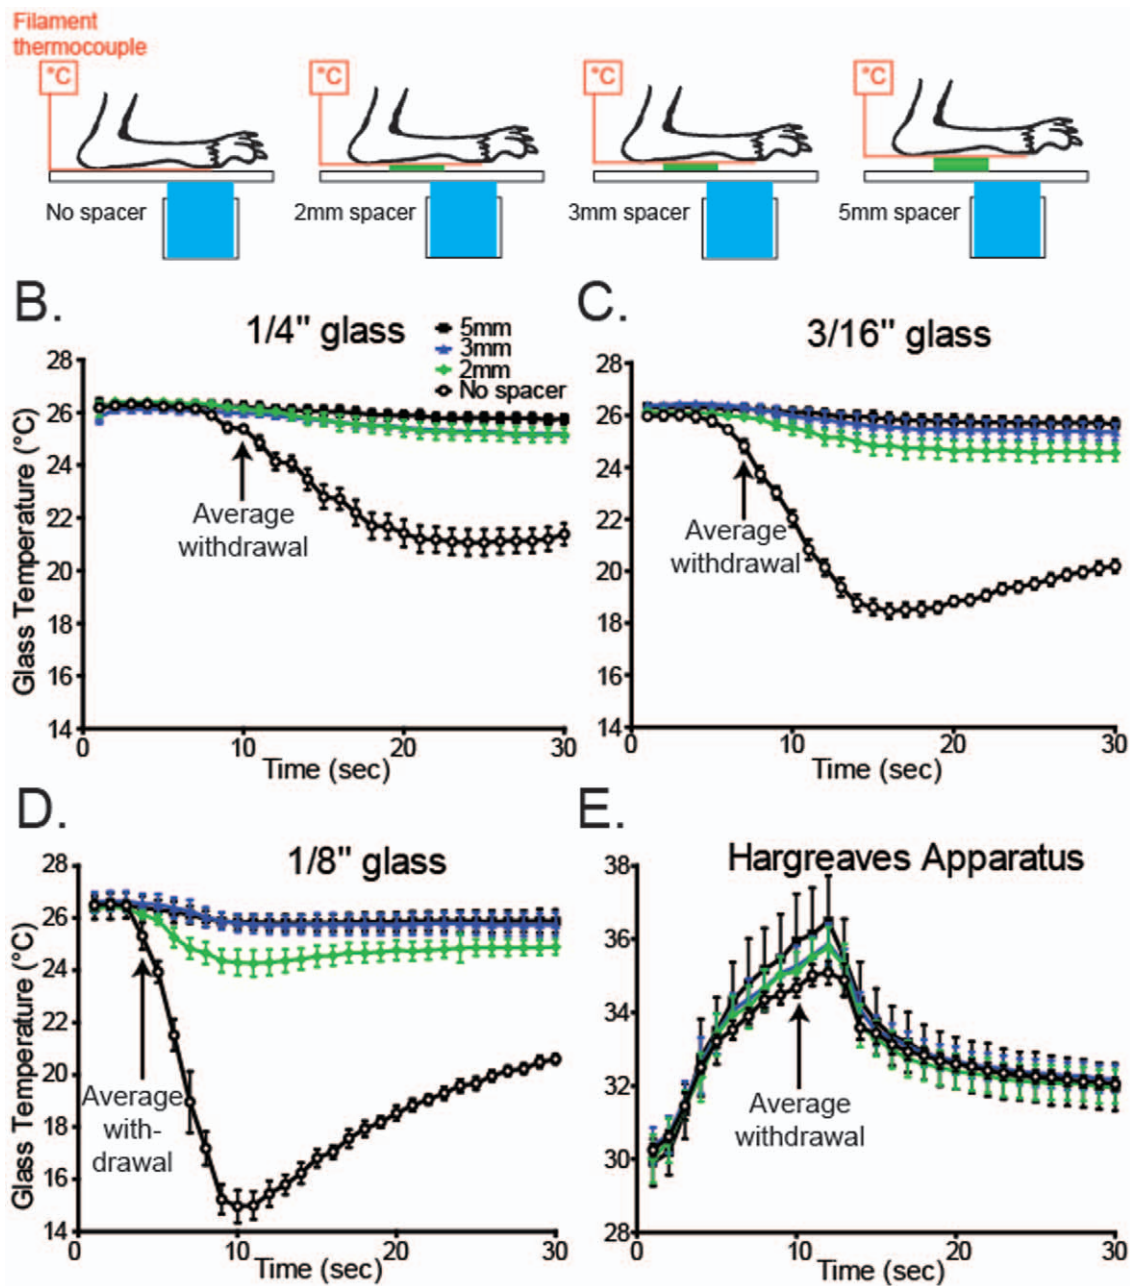 Filament
thermocouple
°C
°C
°C
°C
No spacer
2mm spacer
3mm spacer
5mm spacer
B.
1/4" glass
5mm
3mm
2mm
No spacer
28
26
24
22
20
18
16
14
0
10
20
30
Glass Temperature (°C)
Time (sec)
Average
withdrawal
C.
3/16" glass
28
26
24
22
20
18
16
14
0
10
20
30
Time (sec)
Average
withdrawal
D.
1/8" glass
28
26
24
22
20
18
16
14
0
10
20
30
Glass Temperature (°C)
Time (sec)
Average
with-
drawal
E.
Hargreaves Apparatus
38
36
34
32
30
28
0
10
20
30
Time (sec)
Average
withdrawal